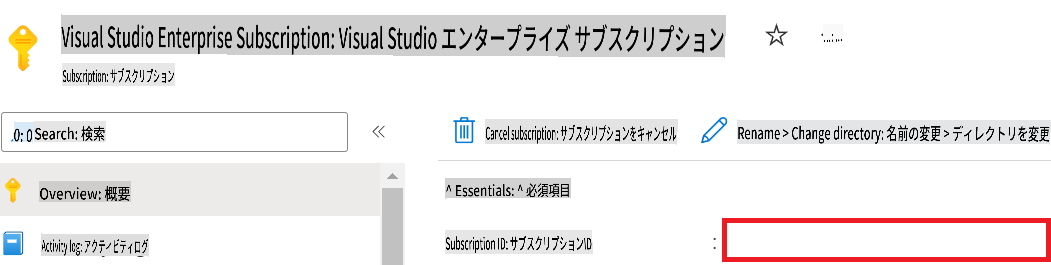 Visual Studio Enterprise Subscription: Visual Studio エンタープライズ サブスクリプション
Subscription: サブスクリプション
Search: 検索
Cancel subscription: サブスクリプションをキャンセル
Rename > Change directory: 名前の変更 > ディレクトリを変更
Overview: 概要
^ Essentials: ^ 必須項目
Activity log: アクティビティログ
Subscription ID: サブスクリプションID :